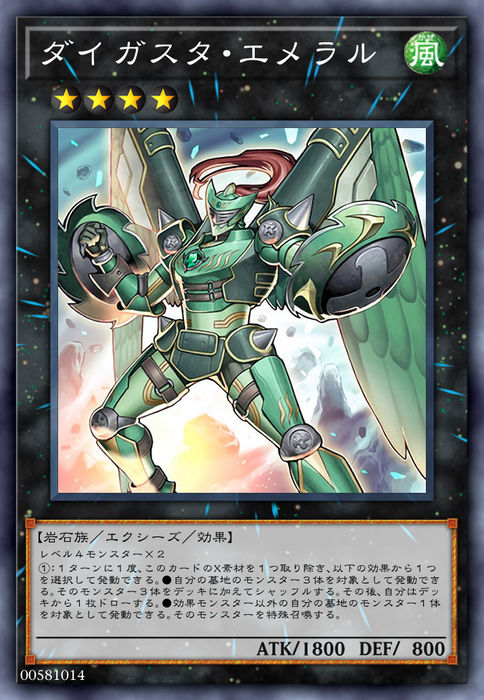 ダイガスタ・エメラル
かぜ
風
【岩石族／エクシーズ／効果】
レベル４モンスター×２
①：１ターンに１度、このカードのX素材を１つ取り除き、以下の効果から１つ
を選択して発動できる。●自分の墓地のモンスター３体を対象として発動でき
る。そのモンスター３体をデッキに加えてシャッフルする。その後、自分はデッ
キから１枚ドローする。●効果モンスター以外の自分の墓地のモンスター１体
を対象として発動できる。そのモンスターを特殊召喚する。
ATK/1800 DEF/ 800
00581014